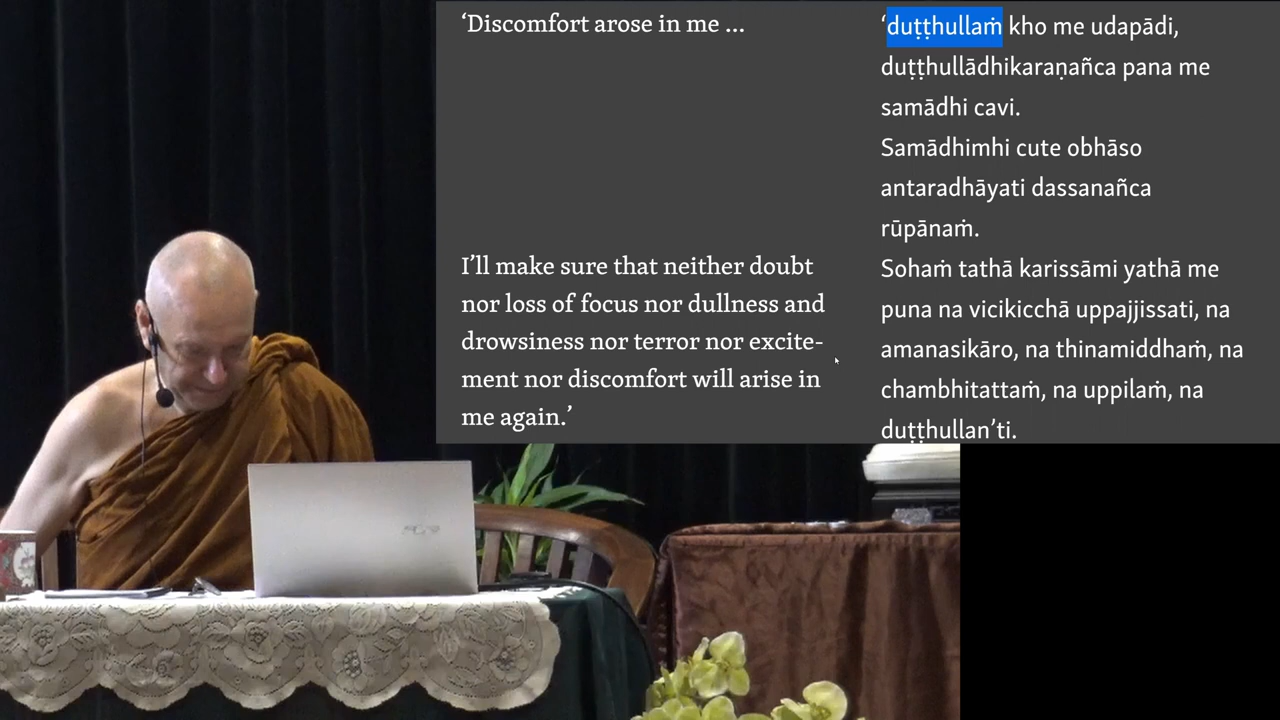 ‘Discomfort arose in me ...
I’ll make sure that neither doubt
nor loss of focus nor dullness and
drowsiness nor terror nor excite-
ment nor discomfort will arise in
me again.’
‘duṭṭhullaṁ kho me udapādi,
duṭṭhullādhikaraṇañca pana me
samādhi cavi.
Samādhimhi cute obhāso
antaradhāyati dassanañca
rūpānaṁ.
Sohaṁ tathā karissāmi yathā me
puna na vicikicchā uppajjissati, na
amanasikāro, na thinamiddhaṁ, na
chambhitattaṁ, na uppilaṁ, na
duṭṭhullan’ti.